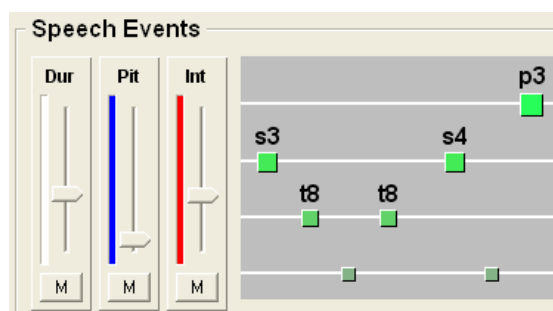 Speech Events
Dur Pit Int
p3
s3 s4
t8 t8
M M M